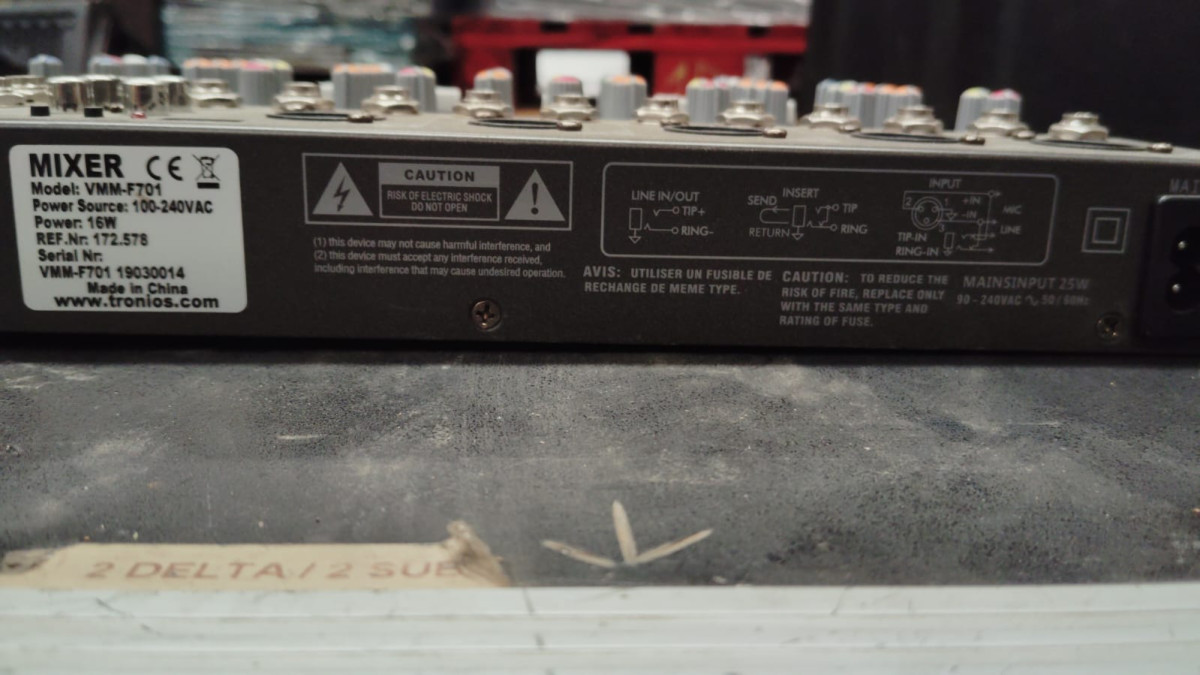 MIXER CE
Model: VMM-F701
Power Source: 100-240VAC
Power: 16W
REF.Nr: 172.578
Serial Nr:
VMM-F701 19030014
Made in China
www.tronios.com
CAUTION
RISK OF ELECTRIC SHOCK
DO NOT OPEN
(1) this device may not cause harmful interference, and
(2) this device must accept any interference received,
including interference that may cause undesired operation.
LINE IN/OUT
TIP+
RING-
INSERT
SEND
TIP
RETURN
RING
INPUT
2 1
3
+IN
-IN
MIC
LINE
TIP-IN
RING-IN
AVIS: UTILISER UN FUSIBLE DE
RECHANGE DE MEME TYPE.
CAUTION: TO REDUCE THE
RISK OF FIRE, REPLACE ONLY
WITH THE SAME TYPE AND
RATING OF FUSE.
MAINSINPUT 25W
90-240VAC ∿ 50/60Hz
2 DELTA / 2 SUB